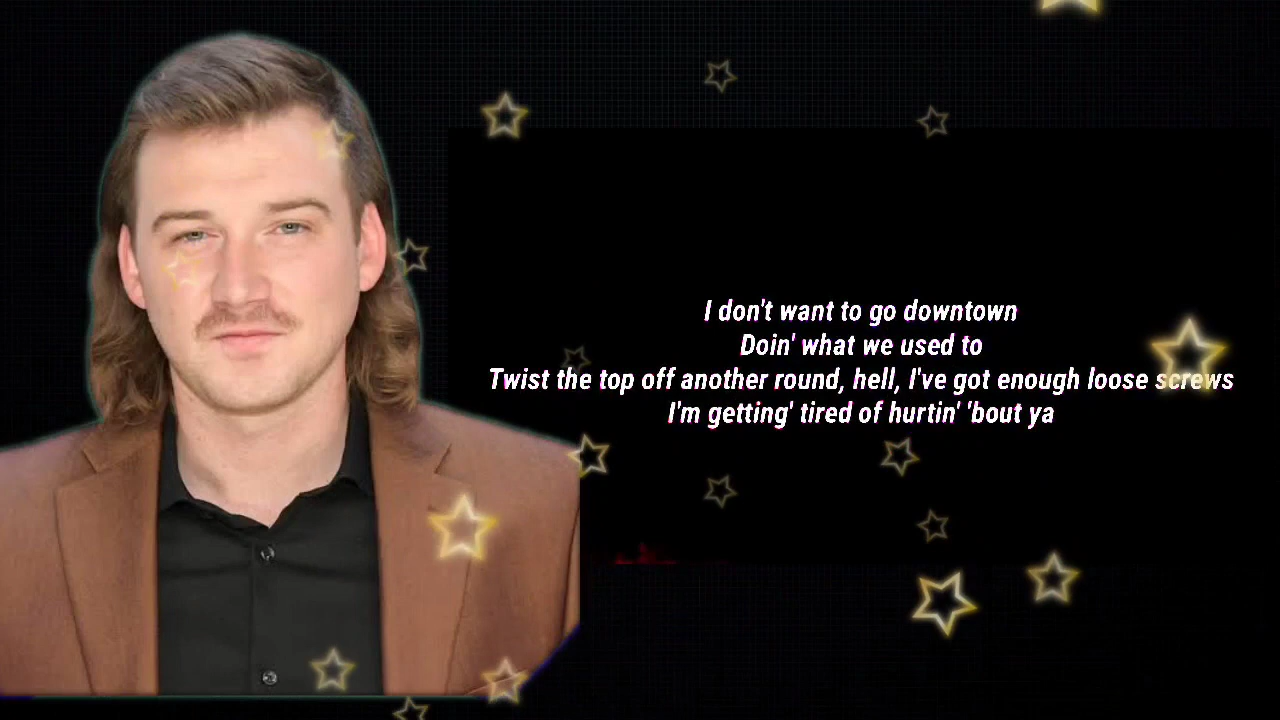 I don't want to go downtown
Doin' what we used to
Twist the top off another round, hell, I've got enough loose screws
I'm getting' tired of hurtin' 'bout ya